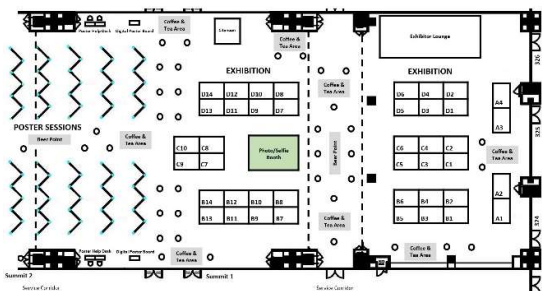 Poster Help Desk
Digital Poster Board
Coffee &
Tea Area
Coffee &
Tea Area
Exhibitor Lounge
326
EXHIBITION
EXHIBITION
Coffee &
Tea Area
D14 D12 D10 D8
D13 D11 D9 D7
D6 D4 D2
D5 D3 D1
A4
A3
325
POSTER SESSIONS
Beer Point
Coffee &
Tea Area
C10 C8
C9 C7
Photo/Selfie
Booth
Beer Point
C6 C4 C2
C5 C3 C1
Coffee &
Tea Area
B14 B12 B10 B8
B13 B11 B9 B7
Coffee &
Tea Area
B6 B4 B2
B5 B3 B1
A2
A1
324
Poster Help Desk
Digital Poster Board
Coffee &
Tea Area
Coffee &
Tea Area
Summit 2
Summit 1
Service Corridor
Service Corridor